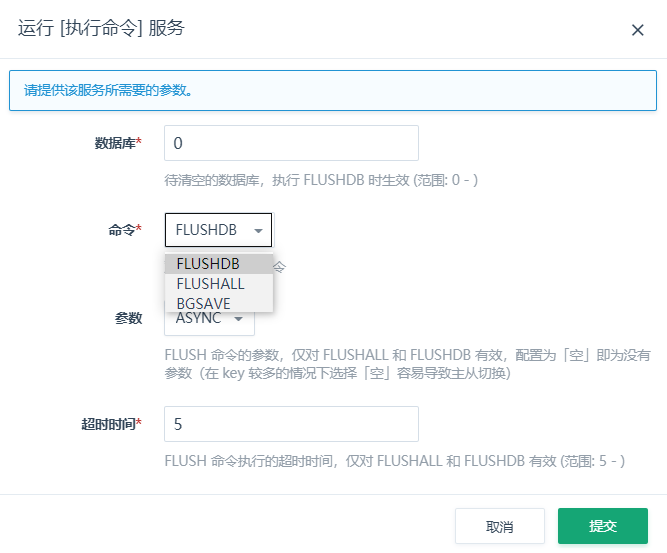 运行 [执行命令] 服务
请提供该服务所需要的参数。
数据库*
0
待清空的数据库，执行 FLUSHDB 时生效 (范围: 0 - )
命令*
FLUSHDB
令
FLUSHDB
FLUSHALL
BGSAVE
参数
ASYNC
FLUSH 命令的参数，仅对 FLUSHALL 和 FLUSHDB 有效，配置为「空」即为没有
参数（在 key 较多的情况下选择「空」容易导致主从切换）
超时时间*
5
FLUSH 命令执行的超时时间，仅对 FLUSHALL 和 FLUSHDB 有效 (范围: 5 - )
取消
提交